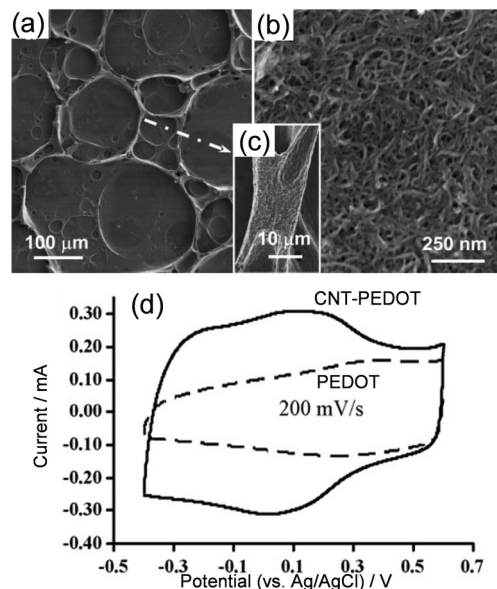 (a)
(b)
(c)
100 µm
10 µm
250 nm
(d)
CNT-PEDOT
PEDOT
200 mV/s
Current / mA
0.30
0.20
0.10
0.00
-0.10
-0.20
-0.30
-0.40
-0.5 -0.3 -0.1 0.1 0.3 0.5 0.7
Potential (vs. Ag/AgCl) / V